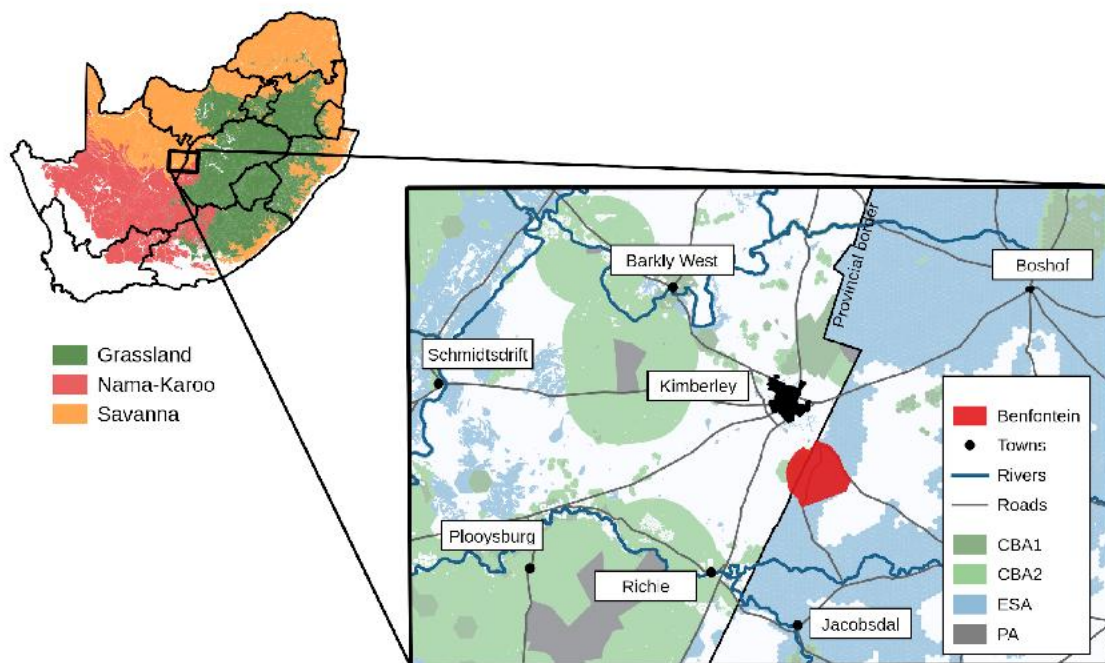 Grassland
Nama-Karoo
Savanna
Provincial border
Barkly West
Boshof
Schmidtsdrift
Kimberley
Plooysburg
Richie
Jacobsdal
Benfontein
Towns
Rivers
Roads
CBA1
CBA2
ESA
PA